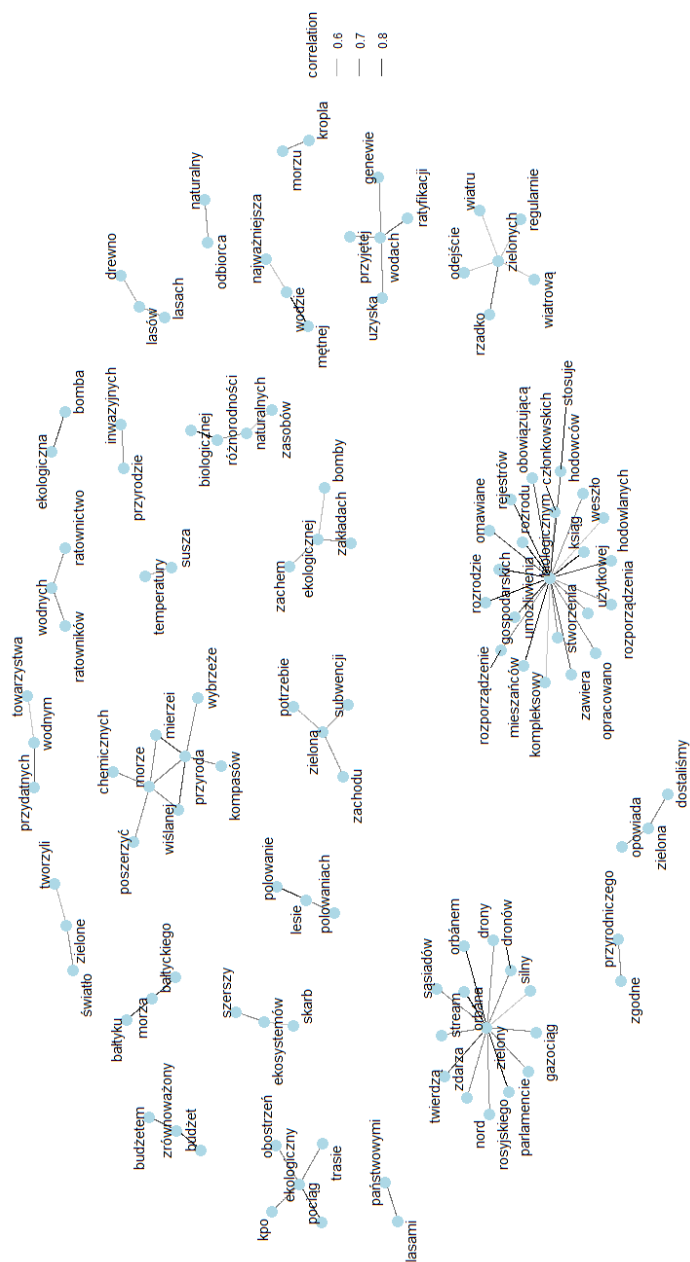 correlation
0.6
0.7
0.8
kropla
morzu
naturalny
odbiorca
genewie
ratyfikacji
przyjętej
wodach
uzyska
wiatru
regularnie
odejście
zielonych
wiatrową
rzadko
drewno
lasów
lasach
najważniejsza
wodzie
mętnej
bomba
ekologiczna
inwazyjnych
przyrodzie
biologicznej
różnorodności
naturalnych
zasobów
ratownictwo
wodnych
ratowników
susza
temperatury
bomby
zachem
ekologicznej
zakładach
stosuje
obowiązującą
członkowskich
hodowców
rejestrów
rozrodu
weszło
omawiane
biologicznym
ksiąg
hodowlanych
rozrodzie
gospodarskich
umożliwienia
użytkowej
stworzenia
rozporządzenia
rozporządzenie
mieszańców
kompleksowy
zawiera
opracowano
towarzystwa
wodnym
przydatnych
chemicznych
morze
mierzei
wybrzeże
przyroda
kompasów
wiślanej
poszerzyć
potrzebie
subwencji
zieloną
zachodu
tworzyli
zielone
światło
polowanie
lesie
polowaniach
dostaliśmy
opowiada
zielona
przyrodniczego
zgodne
bałtyckiego
morza
bałtyku
szerszy
ekosystemów
skarb
sąsiadów
orbánem
drony
dronów
silny
stream
orbána
zielony
gazociąg
twierdzą
zdarza
nord
rosyjskiego
parlamencie
budżetem
zrównoważony
budżet
obostrzeń
ekologiczny
trasie
kpo
pociąg
państwowymi
lasami